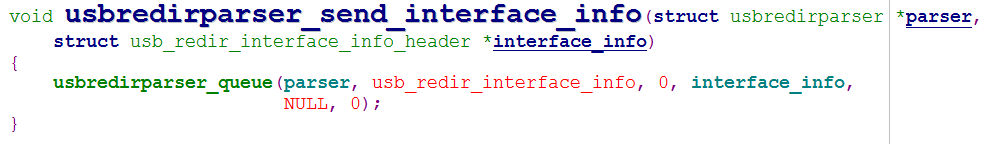 void usbredirparser_send_interface_info(struct usbredirparser *parser,
    struct usb_redir_interface_info_header *interface_info)
{
    usbredirparser_queue(parser, usb_redir_interface_info, 0, interface_info,
                         NULL, 0);
}